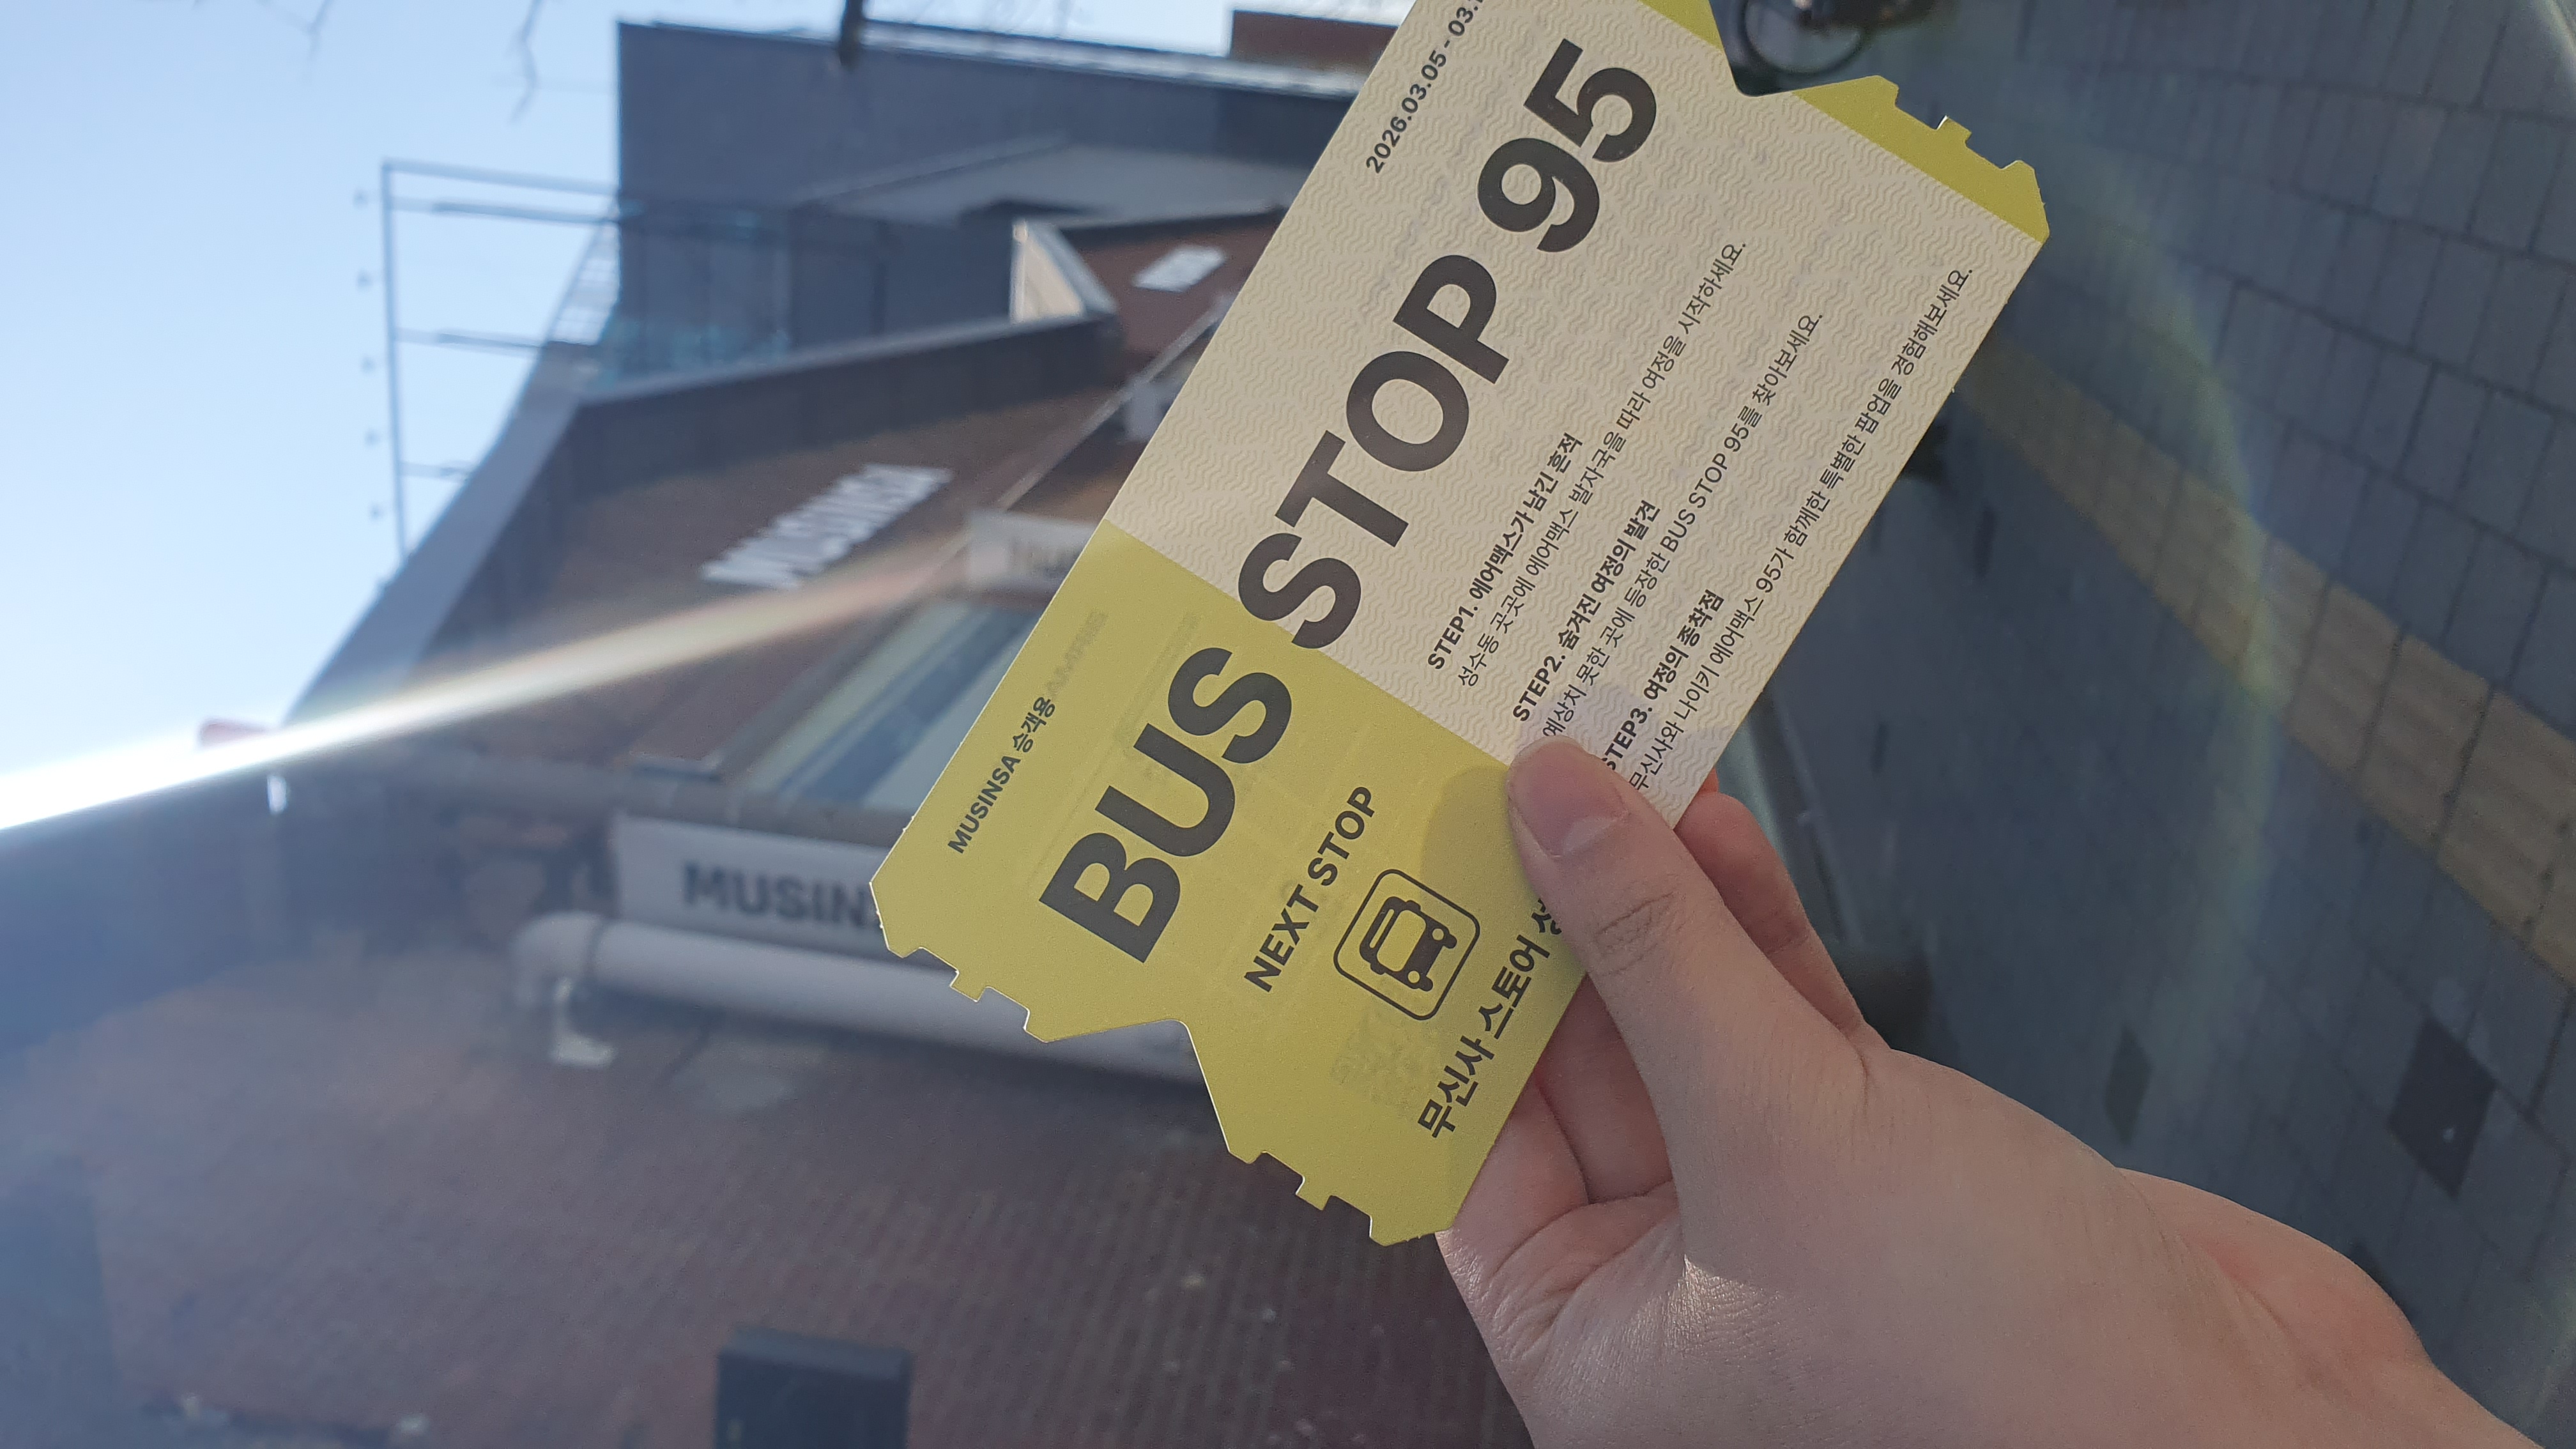 MUSINSA 승객용
2026.03.05 - 03.
BUS STOP 95
NEXT STOP
무신사 스토어
STEP1. 에어맥스가 남긴 흔적
성수동 곳곳에 에어맥스 발자국을 따라 여정을 시작하세요.
STEP2. 숨겨진 여정의 발견
예상치 못한 곳에 등장한 BUS STOP 95를 찾아보세요.
STEP3. 여정의 종착점
무신사와 나이키 에어맥스 95가 함께한 특별한 팝업을 경험해보세요.
MUSINSA
MUSIN